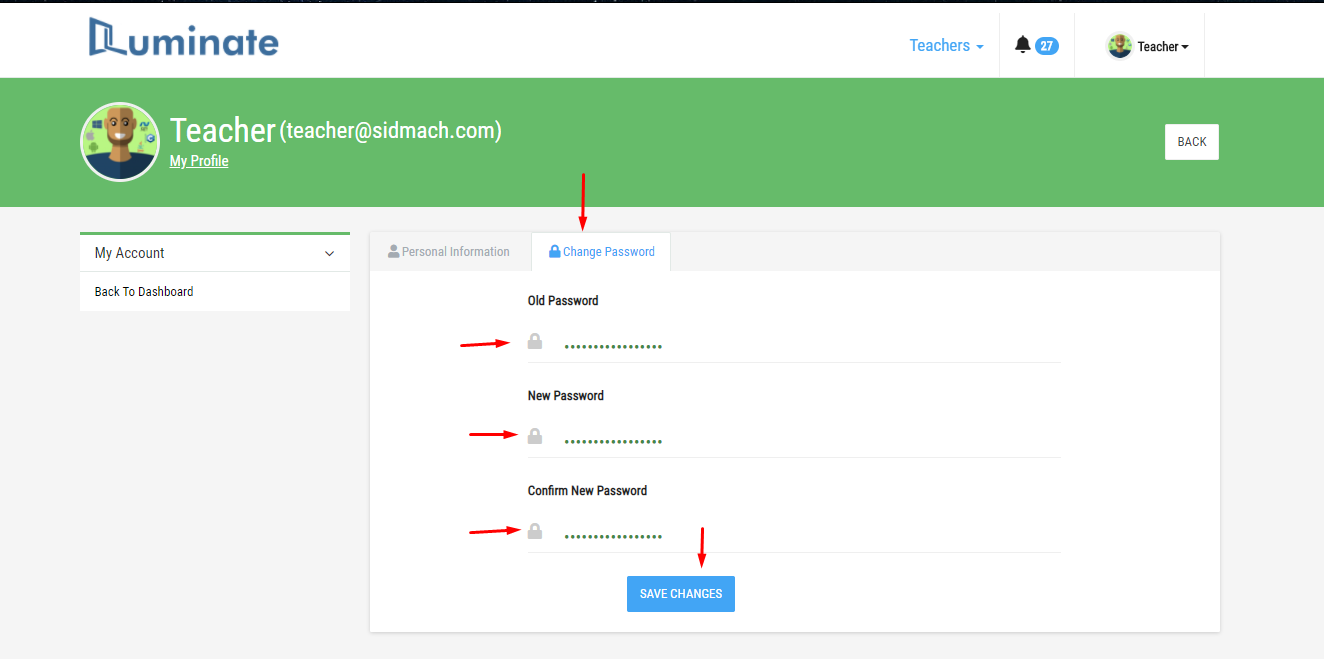 Luminate
Teachers
27
Teacher
Teacher (teacher@sidmach.com)
My Profile
BACK
My Account
Back To Dashboard
Personal Information
Change Password
Old Password
•••••••••••••••••
New Password
•••••••••••••••••
Confirm New Password
•••••••••••••••••
SAVE CHANGES